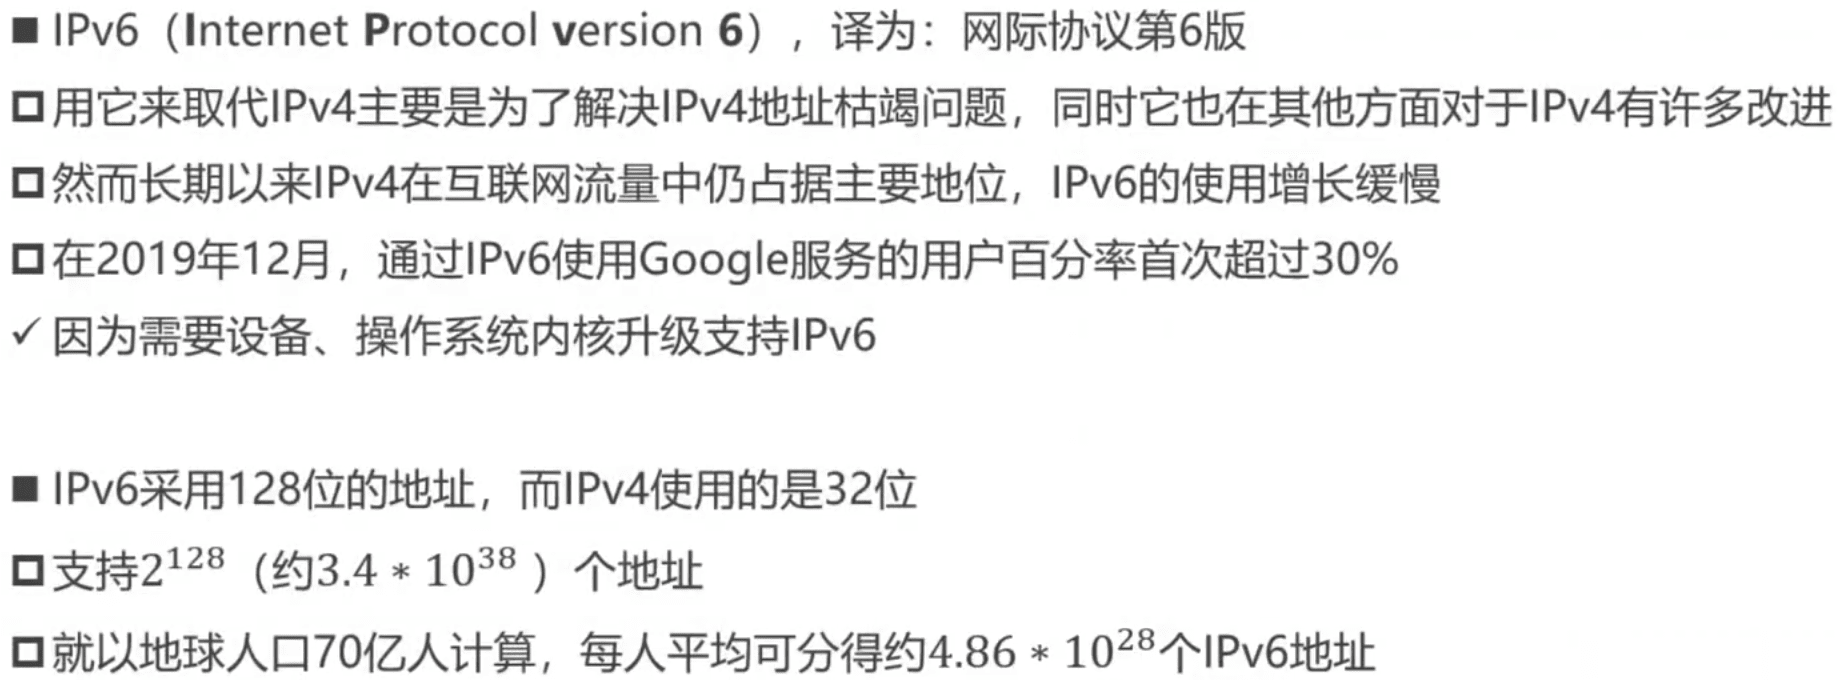 ■ IPv6（Internet Protocol version 6），译为：网际协议第6版
□ 用它来取代IPv4主要是为了解决IPv4地址枯竭问题，同时它也在其他方面对于IPv4有许多改进
□ 然而长期以来IPv4在互联网流量中仍占据主要地位，IPv6的使用增长缓慢
□ 在2019年12月，通过IPv6使用Google服务的用户百分率首次超过30%
✓ 因为需要设备、操作系统内核升级支持IPv6
■ IPv6采用128位的地址，而IPv4使用的是32位
□ 支持2¹²⁸（约3.4 * 10³⁸ ）个地址
□ 就以地球人口70亿人计算，每人平均可分得约4.86 * 10²⁸个IPv6地址